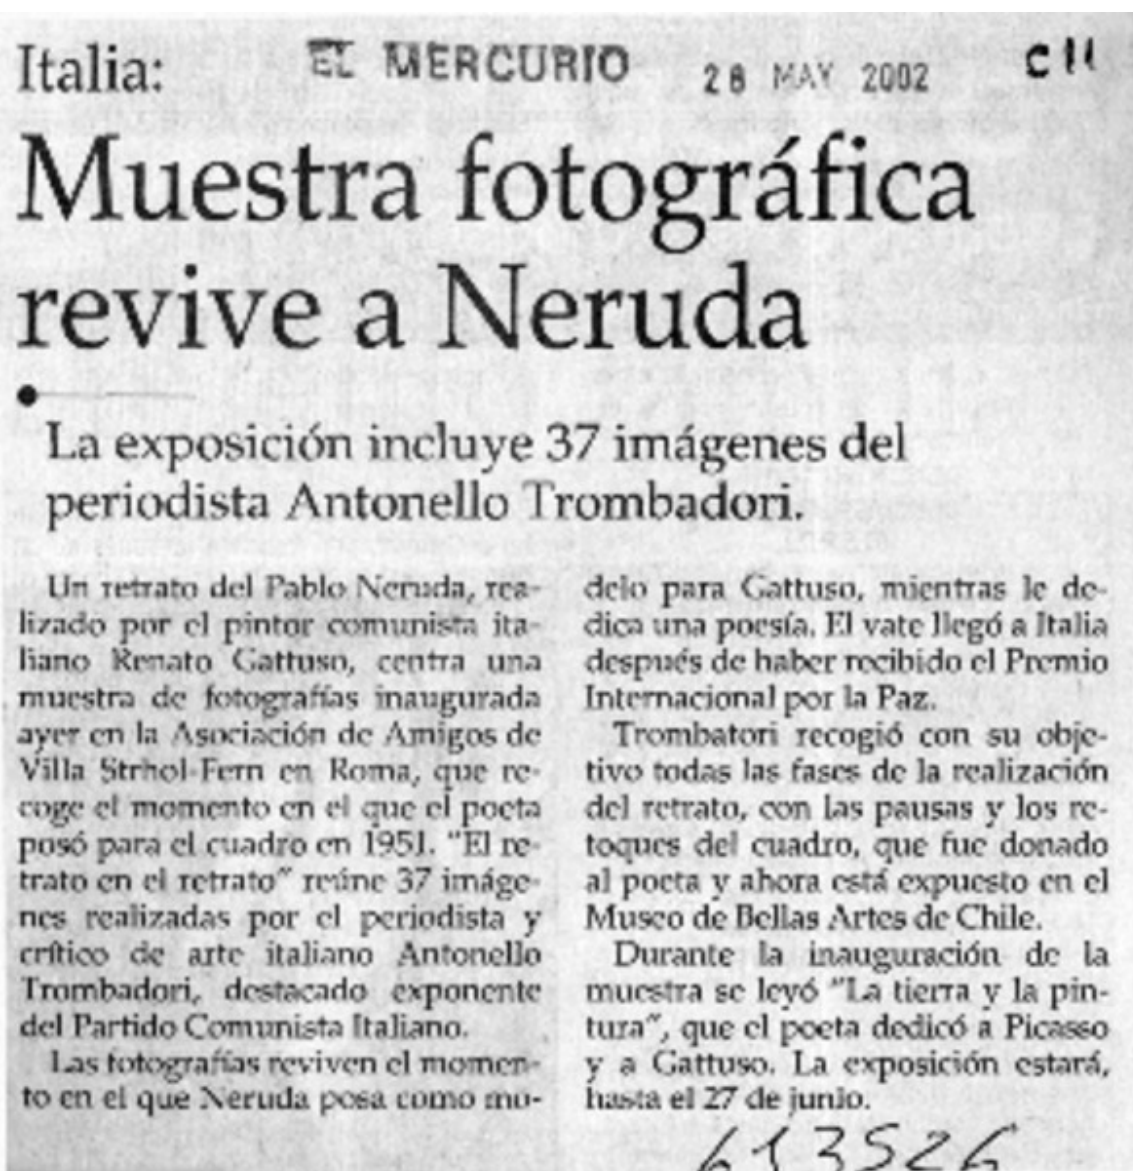 Italia:
EL MERCURIO
28 MAY 2002
C11
Muestra fotográfica
revive a Neruda
La exposición incluye 37 imágenes del
periodista Antonello Trombadori.
Un retrato del Pablo Neruda, rea-
lizado por el pintor comunista ita-
liano Renato Gattuso, centra una
muestra de fotografías inaugurada
ayer en la Asociación de Amigos de
Villa Strhol-Fern en Roma, que re-
coge el momento en el que el poeta
posó para el cuadro en 1951. "El re-
trato en el retrato" reúne 37 imáge-
nes realizadas por el periodista y
crítico de arte italiano Antonello
Trombadori, destacado exponente
del Partido Comunista Italiano.
Las fotografías reviven el momen-
to en el que Neruda posa como mo-
delo para Gattuso, mientras le de-
dica una poesía. El vate llegó a Italia
después de haber recibido el Premio
Internacional por la Paz.
Trombatori recogió con su obje-
tivo todas las fases de la realización
del retrato, con las pausas y los re-
toques del cuadro, que fue donado
al poeta y ahora está expuesto en el
Museo de Bellas Artes de Chile.
Durante la inauguración de la
muestra se leyó "La tierra y la pin-
tura", que el poeta dedicó a Picasso
y a Gattuso. La exposición estará,
hasta el 27 de junio.
613526